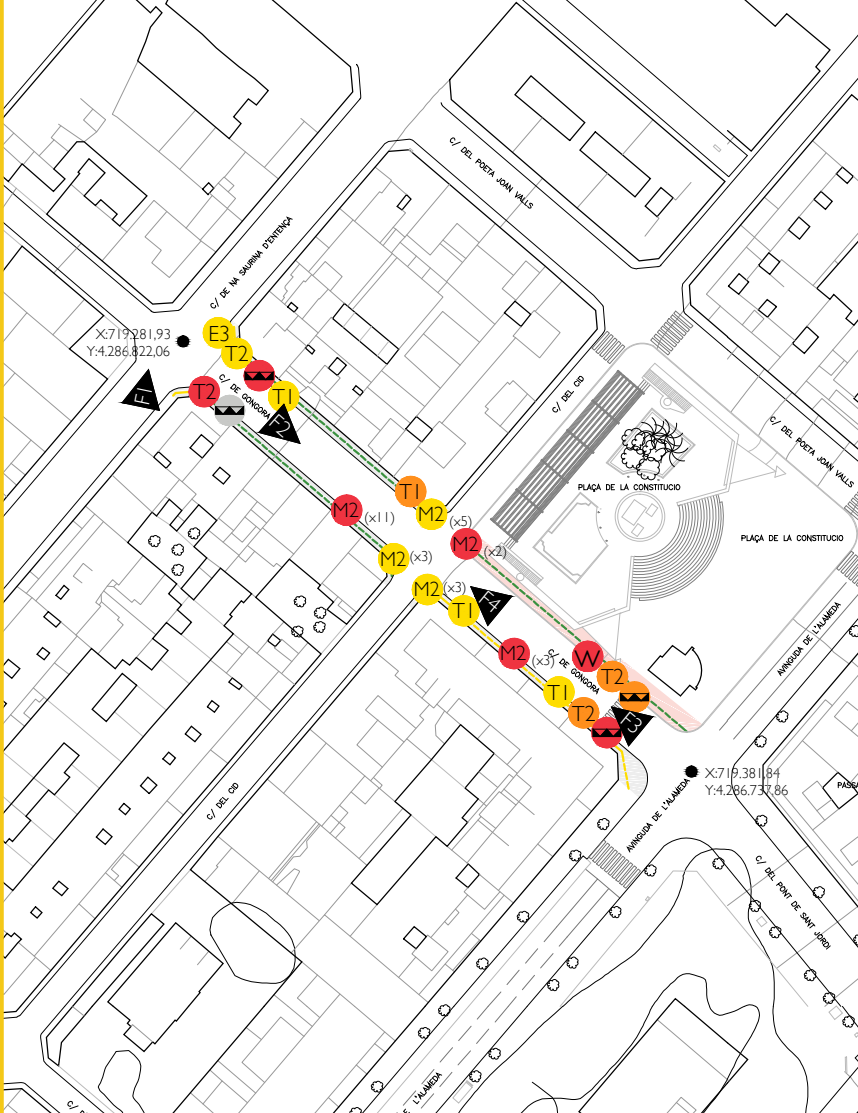 C/ DEL POETA JOAN VALLS
C/ DE NA SAURINA D'ENTENÇA
X:719.281,93
Y:4.286.822,06
E3
T2
T2
F1
C/ DE GONGORA
T1
F2
C/ DEL CID
C/ DEL POETA JOAN VALLS
PLAÇA DE LA CONSTITUCIO
T1
M2 (x5)
M2 (x11)
M2 (x2)
PLAÇA DE LA CONSTITUCIO
M2 (x3)
M2 (x3)
T1
F4
AVINGUDA DE L'ALAMEDA
M2 (x3)
C/ DE GONGORA
W
T2
T1
T2
F3
X:719.381,84
Y:4.286.737,86
C/ DEL CID
AVINGUDA DE L'ALAMEDA
C/ DEL PONT DE SANT JORDI
E L'ALAMEDA
C/